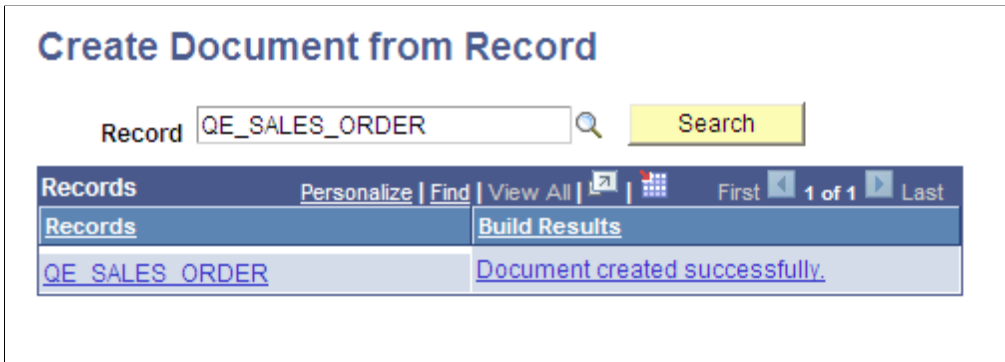 Create Document from Record
Record QE_SALES_ORDER Search
Records Personalize | Find | View All | | First 1 of 1 Last
Records Build Results
QE_SALES_ORDER Document created successfully.